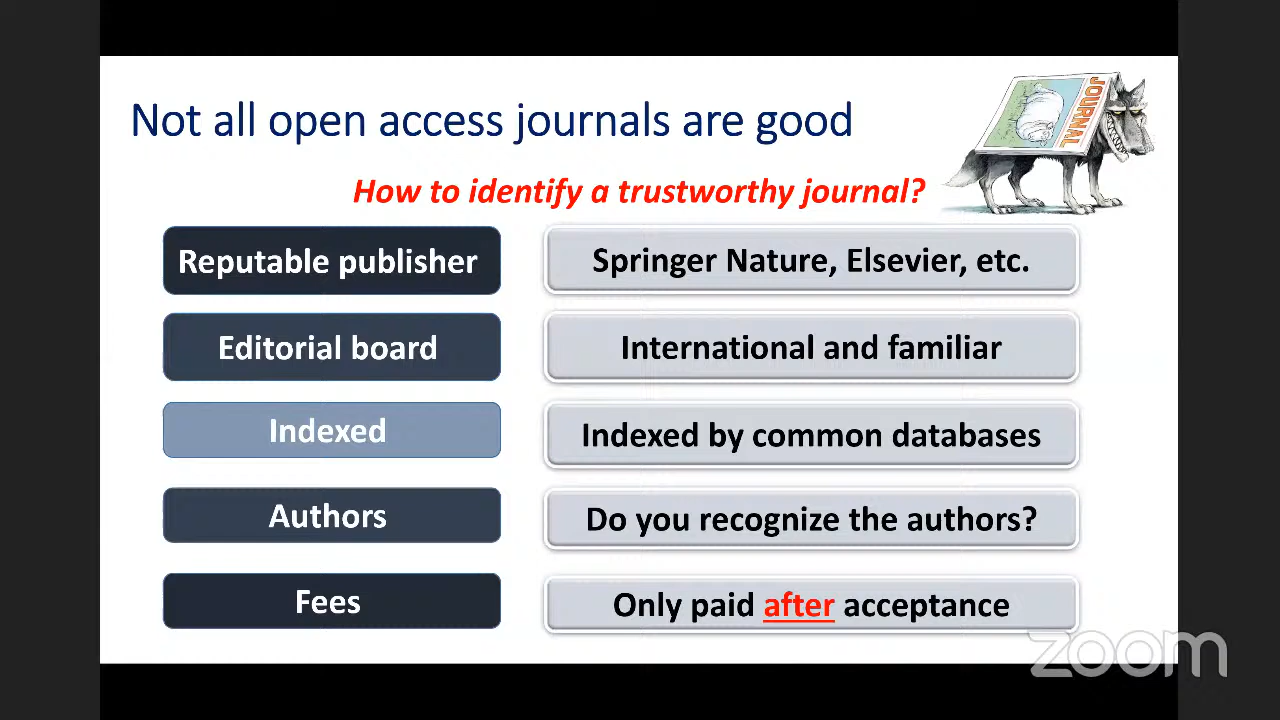 Not all open access journals are good
JOURNAL
How to identify a trustworthy journal?
Reputable publisher
Springer Nature, Elsevier, etc.
Editorial board
International and familiar
Indexed
Indexed by common databases
Authors
Do you recognize the authors?
Fees
Only paid after acceptance
zoom